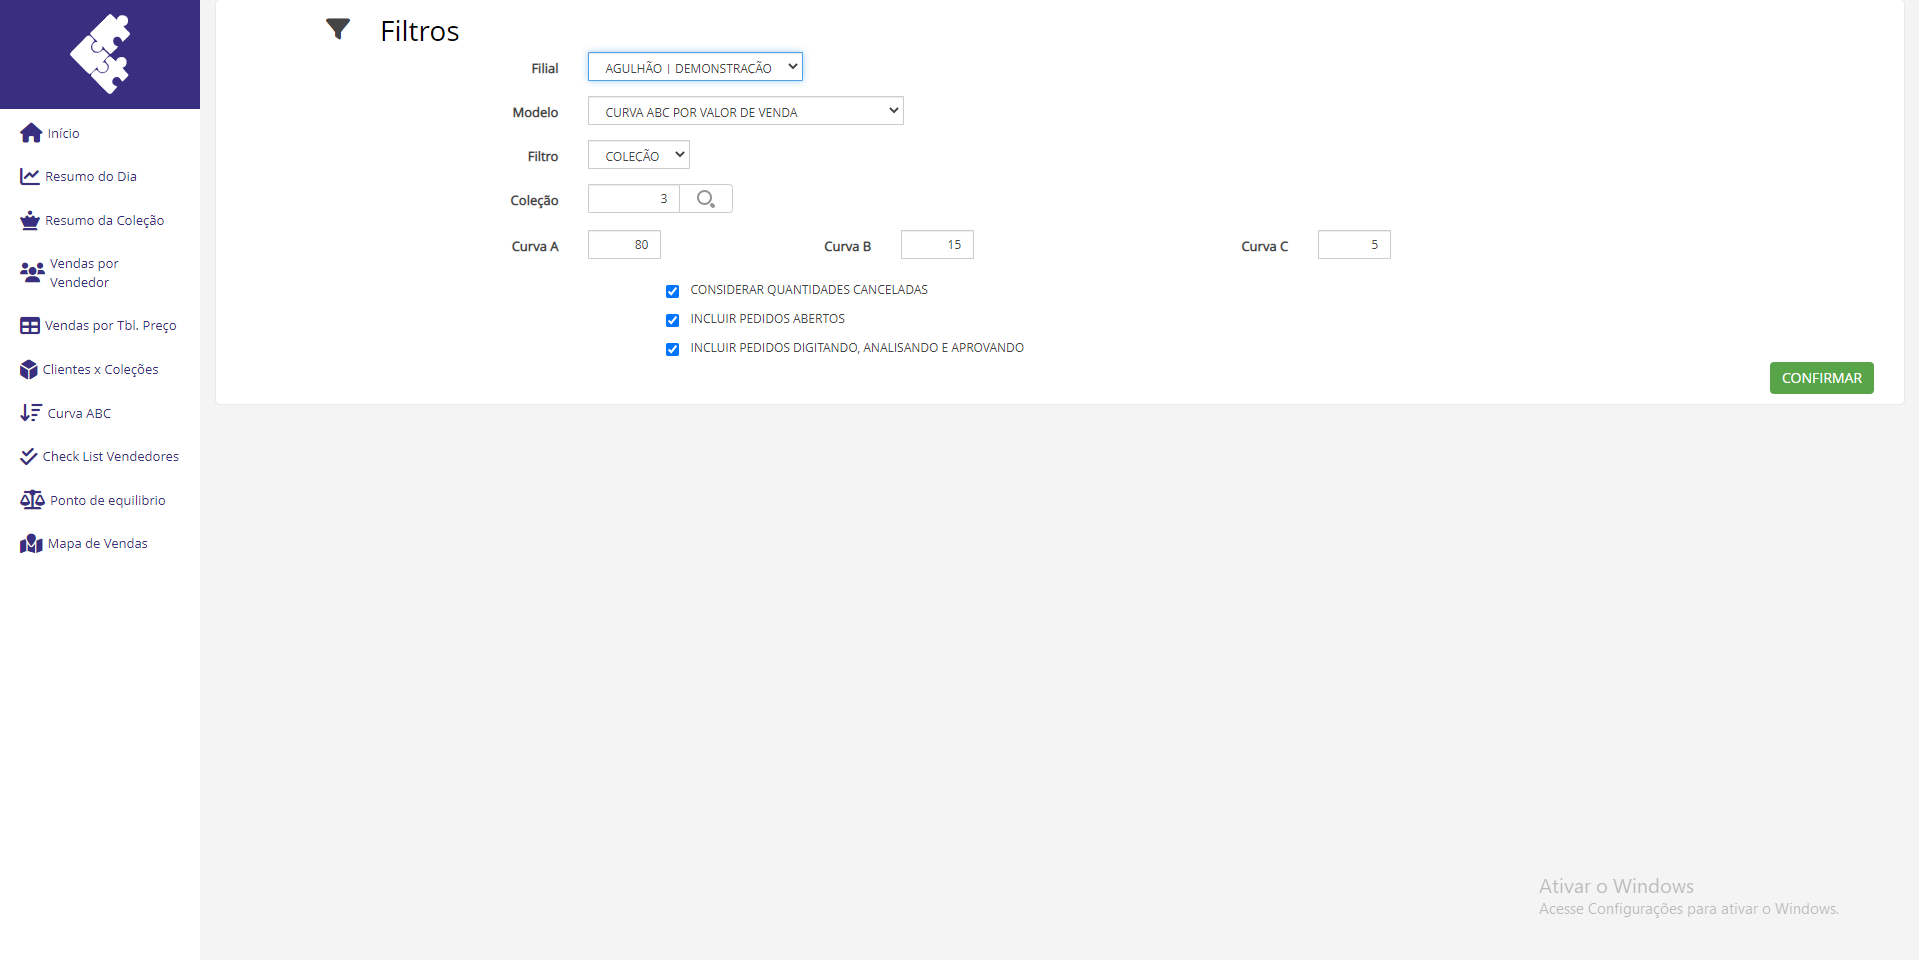 Filtros
Filial
AGULHÃO | DEMONSTRACÃO
Modelo
CURVA ABC POR VALOR DE VENDA
Filtro
COLECÃO
Coleção
3
Curva A
80
Curva B
15
Curva C
5
CONSIDERAR QUANTIDADES CANCELADAS
INCLUIR PEDIDOS ABERTOS
INCLUIR PEDIDOS DIGITANDO, ANALISANDO E APROVANDO
CONFIRMAR
Início
Resumo do Dia
Resumo da Coleção
Vendas por
Vendedor
Vendas por Tbl. Preço
Clientes x Coleções
Curva ABC
Check List Vendedores
Ponto de equilibrio
Mapa de Vendas
Ativar o Windows
Acesse Configurações para ativar o Windows.